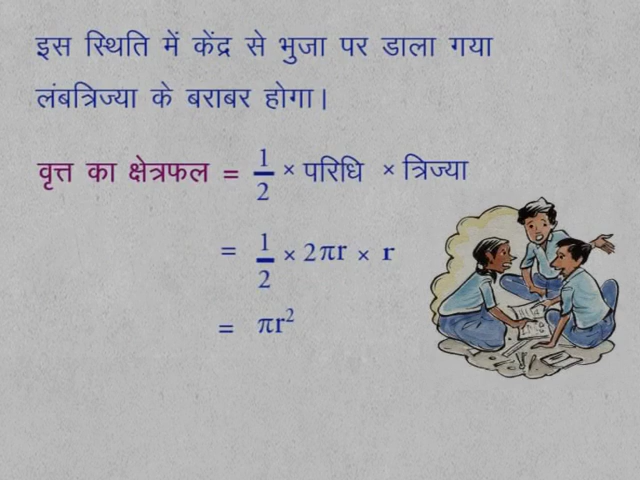 इस स्थिति में केंद्र से भुजा पर डाला गया
लंबत्रिज्या के बराबर होगा।
वृत्त का क्षेत्रफल = 1/2 × परिधि × त्रिज्या
= 1/2 × 2πr × r
= πr²